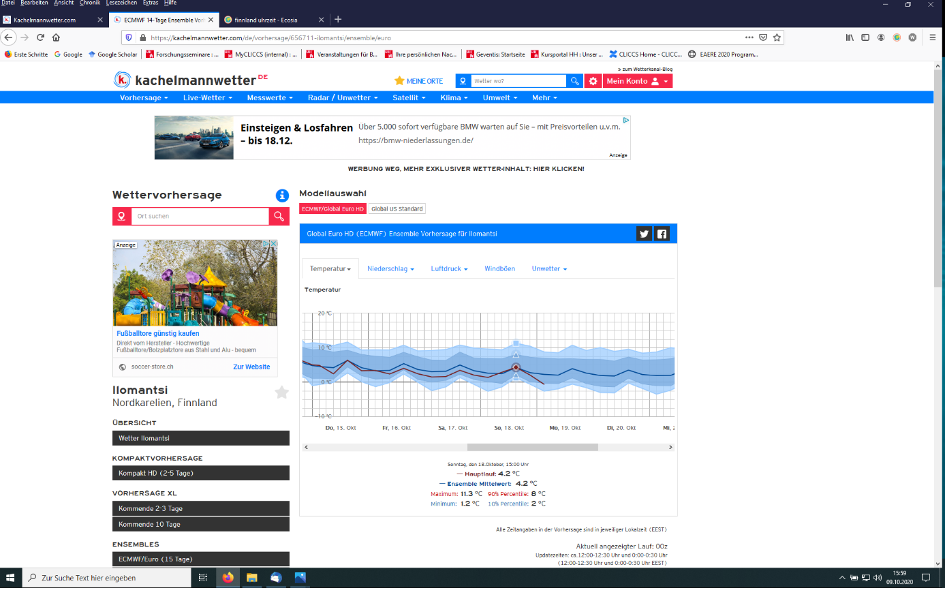 Datei Bearbeiten Ansicht Chronik Lesezeichen Extras Hilfe
Kachelmannwetter.com
ECMWF 14-Tage Ensemble Vor
finnland uhrzeit - Ecosia
https://kachelmannwetter.com/de/vorhersage/656711-ilomantsi/ensemble/euro
Erste Schritte Google Google Scholar Forschungsseminare :... MyCLICCS (internal) :... Veranstaltungen für B... Ihre persönlichen Nac... Geventis: Startseite Kursportal HH : Unser ... CLICCS Home - CLICC... EAERE 2020 Program...
» zum Wetterkanal-Blog
kachelmannwetter DE
MEINE ORTE
Wetter wo?
Mein Konto
Vorhersage Live-Wetter Messwerte Radar / Unwetter Satellit Klima Umwelt Mehr
Einsteigen & Losfahren
– bis 18.12.
Über 5.000 sofort verfügbare BMW warten auf Sie – mit Preisvorteilen u.v.m.
https://bmw-niederlassungen.de/
Anzeige
WERBUNG WEG, MEHR EXKLUSIVER WETTER-INHALT: HIER KLICKEN!
Wettervorhersage
Ort suchen
Anzeige
Fußballtore günstig kaufen
Direkt vom Hersteller - Hochwertige
Fußballtore/Bolzplatztore aus Stahl und Alu - bequem
soccer-store.ch
Zur Website
Ilomantsi
Nordkarelien, Finnland
ÜBERSICHT
Wetter Ilomantsi
KOMPAKTVORHERSAGE
Kompakt HD (2-5 Tage)
VORHERSAGE XL
Kommende 2-3 Tage
Kommende 10 Tage
ENSEMBLES
ECMWF/Euro (15 Tage)
Modellauswahl
ECMWF/Global Euro HD Global US Standard
Global Euro HD (ECMWF) Ensemble Vorhersage für Ilomantsi
Temperatur Niederschlag Luftdruck Windböen Unwetter
Temperatur
20 °C
10 °C
0 °C
-10 °C
Do, 15. Okt Fr, 16. Okt Sa, 17. Okt So, 18. Okt Mo, 19. Okt Di, 20. Okt Mi, 2
Sonntag, den 18.Oktober, 15:00 Uhr
— Hauptlauf: 4.2 °C
— Ensemble Mittelwert: 4.2 °C
Maximum: 11.3 °C 90% Percentile: 8 °C
Minimum: 1.2 °C 10% Percentile: 2 °C
Alle Zeitangaben in der Vorhersage sind in jeweiliger Lokalzeit (EEST)
Aktuell angezeigter Lauf: 00z
Updatezeiten: ca.12:00-12:30 Uhr und 0:00-0:30 Uhr
(12:00-12:30 Uhr und 0:00-0:30 Uhr EEST)
Zur Suche Text hier eingeben
15:59
09.10.2020